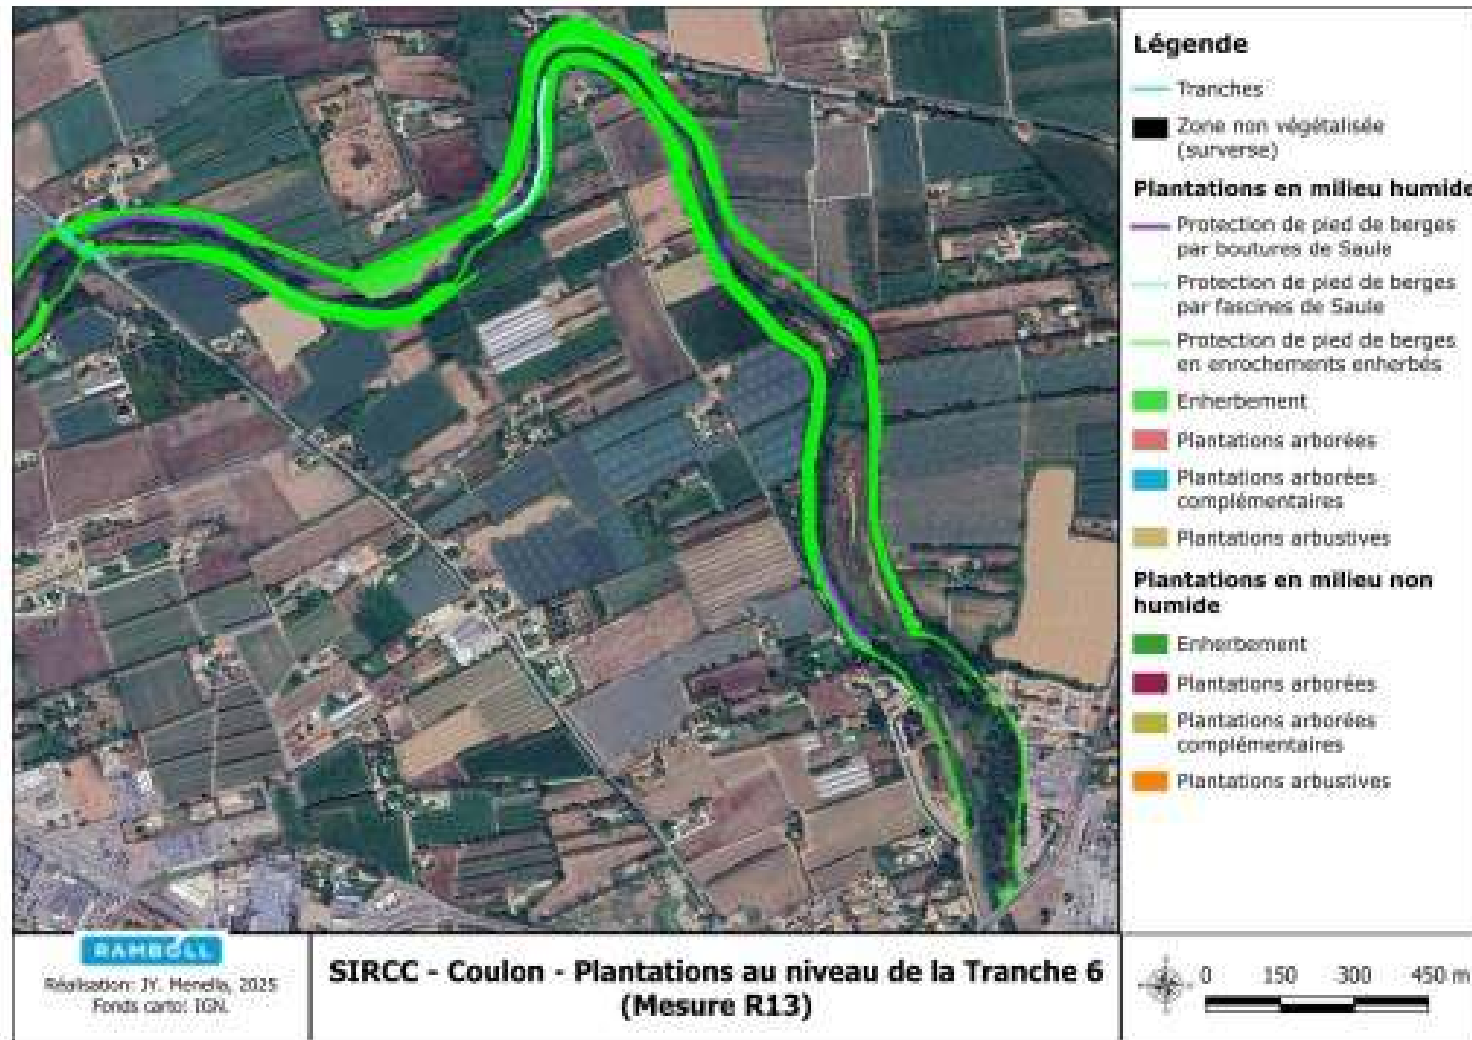 Légende
Tranches
Zone non végétalisée
(surverse)
Plantations en milieu humide
Protection de pied de berges
par boutures de Saule
Protection de pied de berges
par fascines de Saule
Protection de pied de berges
en enrochements enherbés
Enherbement
Plantations arborées
Plantations arborées
complémentaires
Plantations arbustives
Plantations en milieu non
humide
Enherbement
Plantations arborées
Plantations arborées
complémentaires
Plantations arbustives
RAMBOLL
Réalisation: JY. Menella, 2025
Fonds carto: IGN.
SIRCC - Coulon - Plantations au niveau de la Tranche 6
(Mesure R13)
0 150 300 450 m